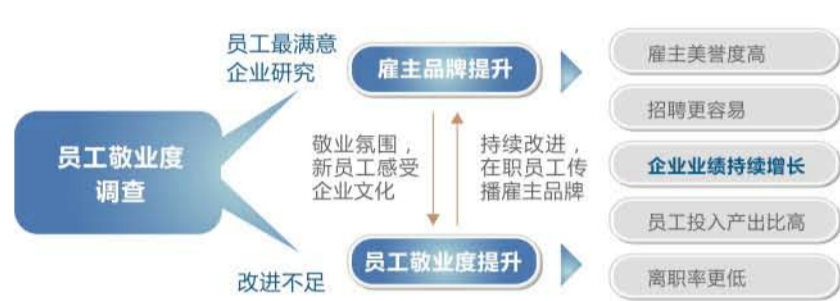 员工最满意
企业研究
雇主品牌提升
雇主美誉度高
招聘更容易
员工敬业度
调查
敬业氛围，
新员工感受
企业文化
持续改进，
在职员工传
播雇主品牌
企业业绩持续增长
员工投入产出比高
改进不足
员工敬业度提升
离职率更低